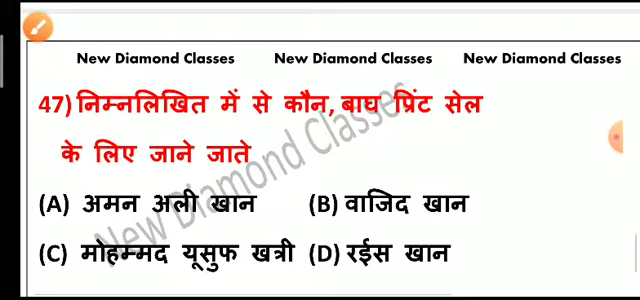 New Diamond Classes New Diamond Classes New Diamond Classes
47) निम्नलिखित में से कौन, बाघ प्रिंट सेल
के लिए जाने जाते
(A) अमन अली खान (B) वाजिद खान
(C) मोहम्मद यूसुफ खत्री (D) रईस खान
New Diamond Classes